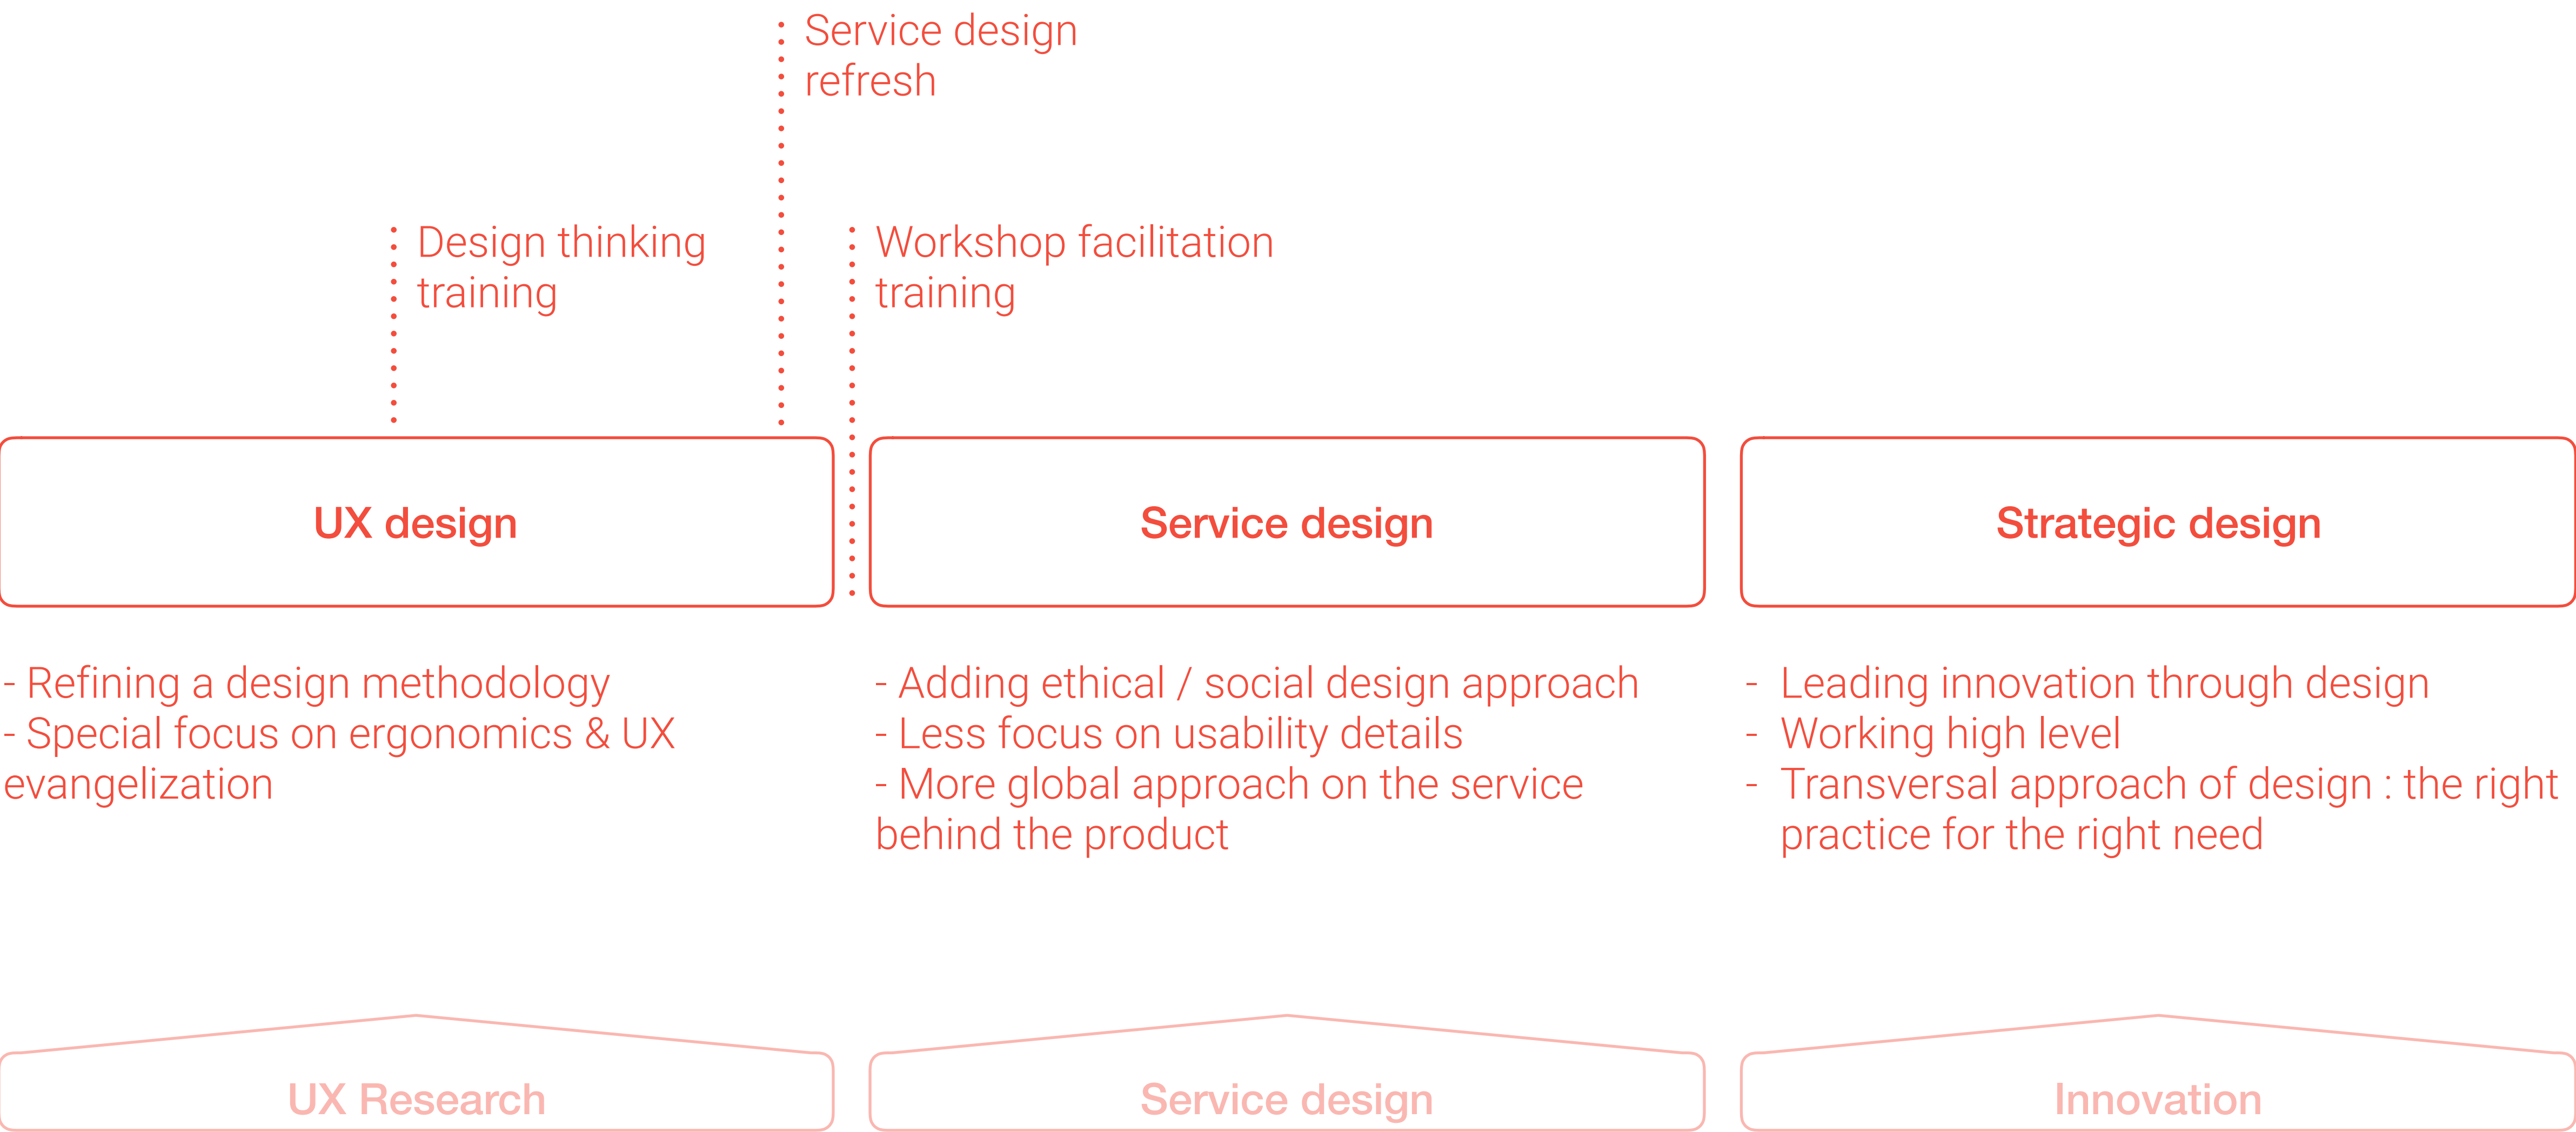 Service design
refresh
Design thinking
training
Workshop facilitation
training
UX design
Service design
Strategic design
- Refining a design methodology
- Special focus on ergonomics & UX
evangelization
- Adding ethical / social design approach
- Less focus on usability details
- More global approach on the service
behind the product
- Leading innovation through design
- Working high level
- Transversal approach of design : the right
practice for the right need
UX Research
Service design
Innovation